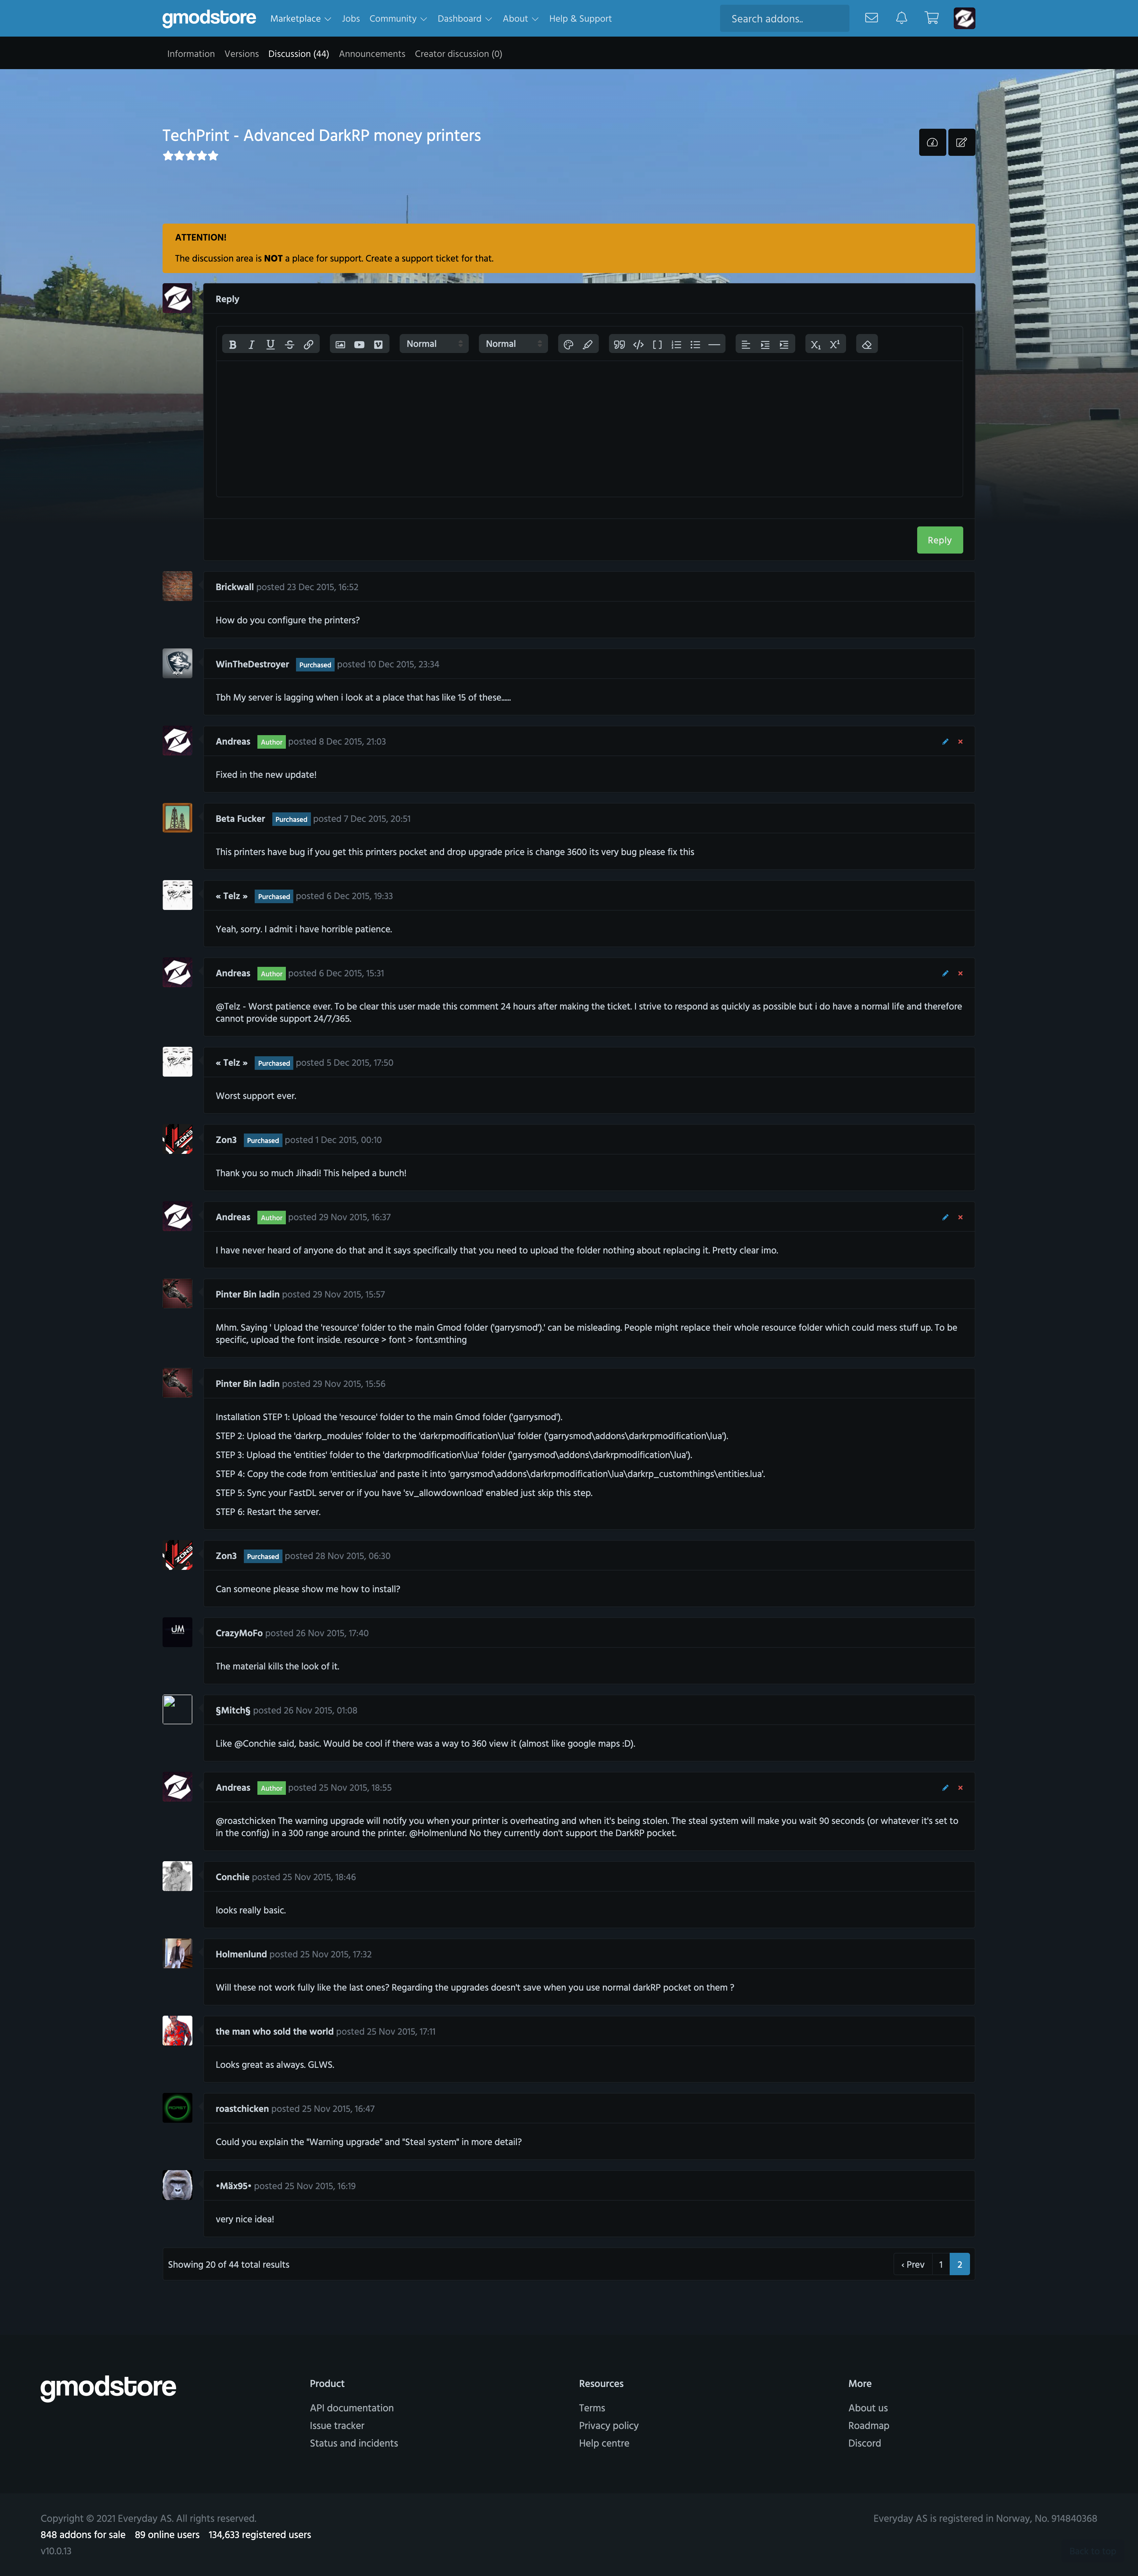 gmodstore Marketplace Jobs Community Dashboard About Help & Support Search addons..
Information Versions Discussion (44) Announcements Creator discussion (0)
TechPrint - Advanced DarkRP money printers
ATTENTION!
The discussion area is NOT a place for support. Create a support ticket for that.
Reply
Normal Normal
Reply
Brickwall posted 23 Dec 2015, 16:52
How do you configure the printers?
WinTheDestroyer Purchased posted 10 Dec 2015, 23:34
Tbh My server is lagging when i look at a place that has like 15 of these.....
Andreas Author posted 8 Dec 2015, 21:03
Fixed in the new update!
Beta Fucker Purchased posted 7 Dec 2015, 20:51
This printers have bug if you get this printers pocket and drop upgrade price is change 3600 its very bug please fix this
« Telz » Purchased posted 6 Dec 2015, 19:33
Yeah, sorry. I admit i have horrible patience.
Andreas Author posted 6 Dec 2015, 15:31
@Telz - Worst patience ever. To be clear this user made this comment 24 hours after making the ticket. I strive to respond as quickly as possible but i do have a normal life and therefore
cannot provide support 24/7/365.
« Telz » Purchased posted 5 Dec 2015, 17:50
Worst support ever.
Zon3 Purchased posted 1 Dec 2015, 00:10
Thank you so much Jihadi! This helped a bunch!
Andreas Author posted 29 Nov 2015, 16:37
I have never heard of anyone do that and it says specifically that you need to upload the folder nothing about replacing it. Pretty clear imo.
Pinter Bin ladin posted 29 Nov 2015, 15:57
Mhm. Saying ' Upload the 'resource' folder to the main Gmod folder ('garrysmod').' can be misleading. People might replace their whole resource folder which could mess stuff up. To be
specific, upload the font inside. resource > font > font.smthing
Pinter Bin ladin posted 29 Nov 2015, 15:56
Installation STEP 1: Upload the 'resource' folder to the main Gmod folder ('garrysmod').
STEP 2: Upload the 'darkrp_modules' folder to the 'darkrpmodification\lua' folder ('garrysmod\addons\darkrpmodification\lua').
STEP 3: Upload the 'entities' folder to the 'darkrpmodification\lua' folder ('garrysmod\addons\darkrpmodification\lua').
STEP 4: Copy the code from 'entities.lua' and paste it into 'garrysmod\addons\darkrpmodification\lua\darkrp_customthings\entities.lua'.
STEP 5: Sync your FastDL server or if you have 'sv_allowdownload' enabled just skip this step.
STEP 6: Restart the server.
Zon3 Purchased posted 28 Nov 2015, 06:30
Can someone please show me how to install?
CrazyMoFo posted 26 Nov 2015, 17:40
The material kills the look of it.
§Mitch§ posted 26 Nov 2015, 01:08
Like @Conchie said, basic. Would be cool if there was a way to 360 view it (almost like google maps :D).
Andreas Author posted 25 Nov 2015, 18:55
@roastchicken The warning upgrade will notify you when your printer is overheating and when it's being stolen. The steal system will make you wait 90 seconds (or whatever it's set to
in the config) in a 300 range around the printer. @Holmenlund No they currently don't support the DarkRP pocket.
Conchie posted 25 Nov 2015, 18:46
looks really basic.
Holmenlund posted 25 Nov 2015, 17:32
Will these not work fully like the last ones? Regarding the upgrades doesn't save when you use normal darkRP pocket on them ?
the man who sold the world posted 25 Nov 2015, 17:11
Looks great as always. GLWS.
roastchicken posted 25 Nov 2015, 16:47
Could you explain the "Warning upgrade" and "Steal system" in more detail?
•Mäx95• posted 25 Nov 2015, 16:19
very nice idea!
Showing 20 of 44 total results ‹ Prev 1 2
gmodstore
Product
API documentation
Issue tracker
Status and incidents
Resources
Terms
Privacy policy
Help centre
More
About us
Roadmap
Discord
Copyright © 2021 Everyday AS. All rights reserved.
848 addons for sale 89 online users 134,633 registered users
v10.0.13
Everyday AS is registered in Norway, No. 914840368